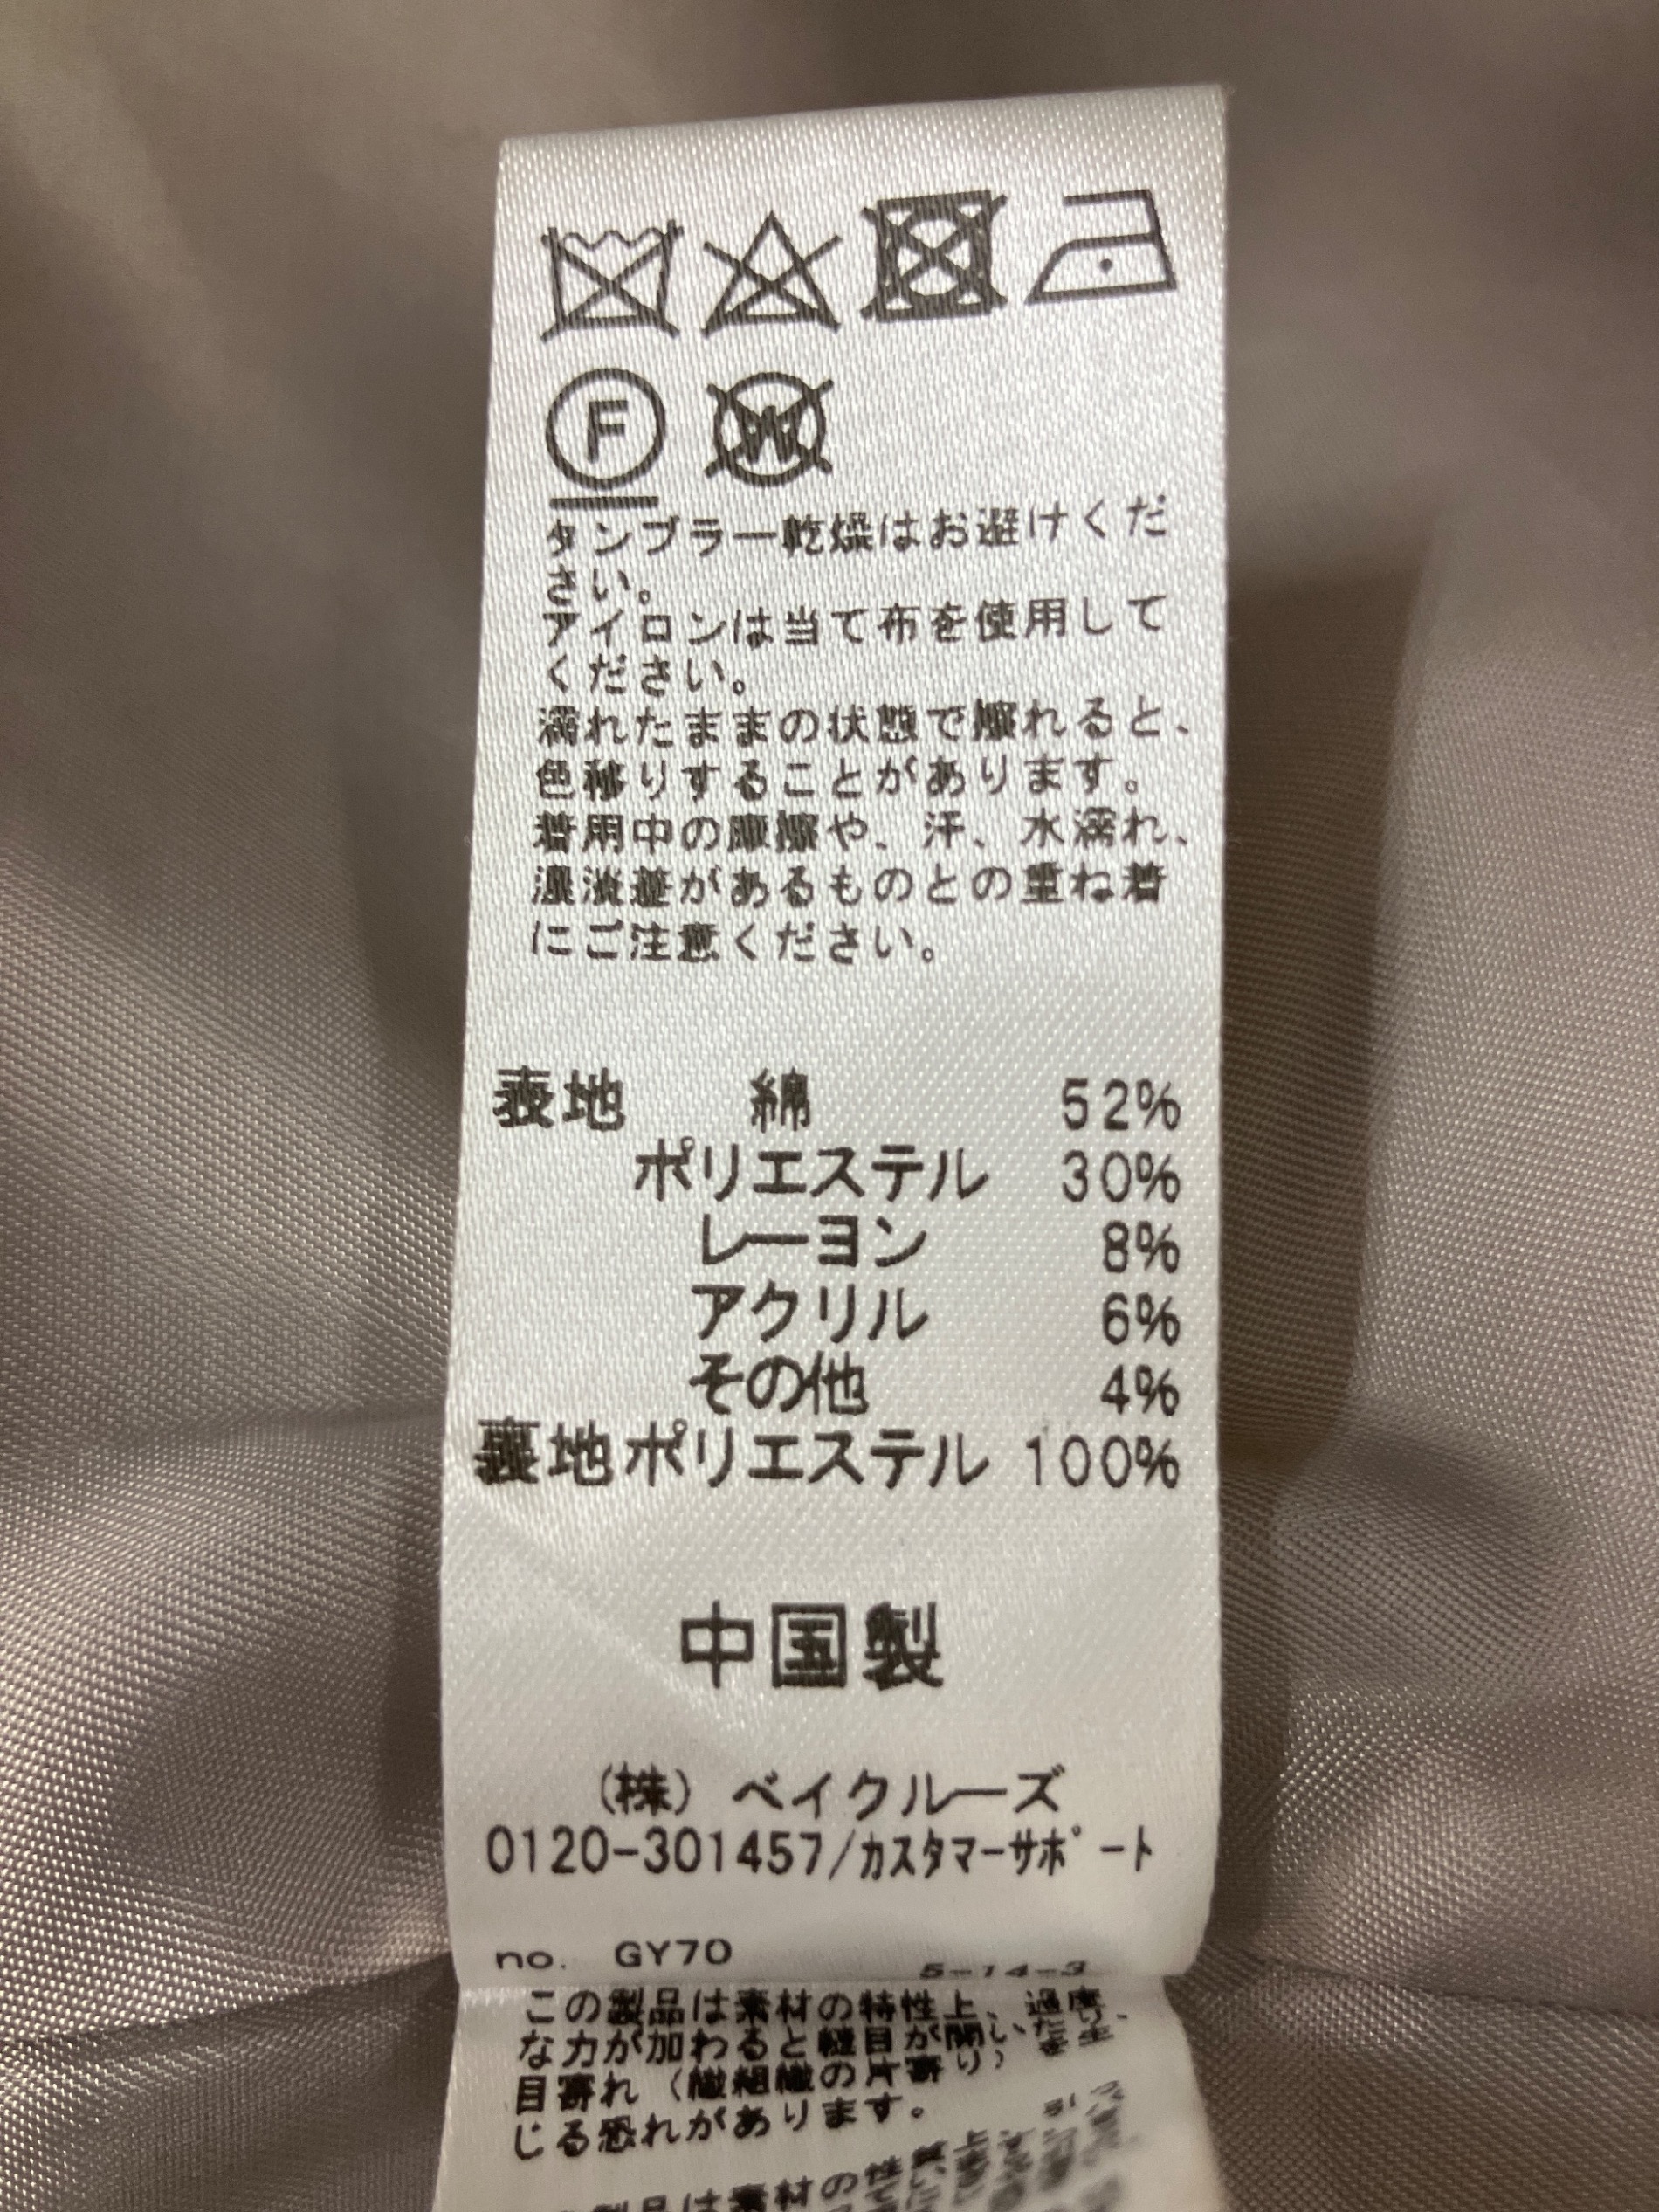 F
W
タンブラー乾燥はお避けくだ
さい。
アイロンは当て布を使用して
ください。
濡れたままの状態で擦れると、
色移りすることがあります。
着用中の摩擦や、汗、水濡れ、
濃淡差があるものとの重ね着
にご注意ください。
表地 綿 52%
ポリエステル 30%
レーヨン 8%
アクリル 6%
その他 4%
裏地 ポリエステル 100%
中国製
(株) ベイクルーズ
0120-301457/カスタマーサポート
no. GY70 5-14-3
この製品は素材の特性上、過度
な力が加わると縫目が開いたり、
目寄れ(繊組織の片寄り)を生
じる恐れがあります。
製品は素材の性質上